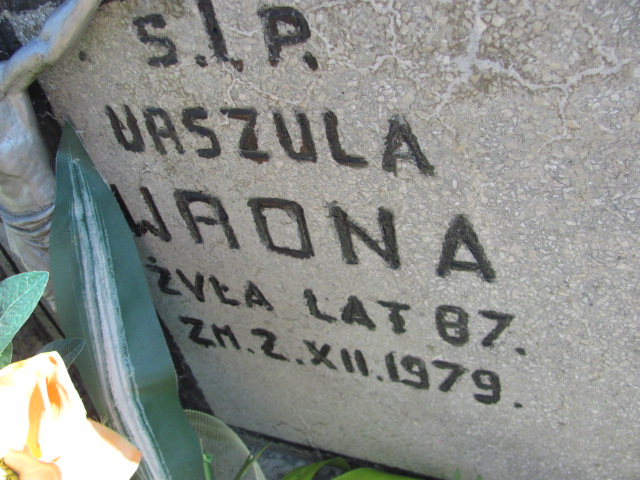 Ś.I.P.
URSZULA
WRONA
ŻYŁA LAT 87.
ZM. 2.XII.1979.